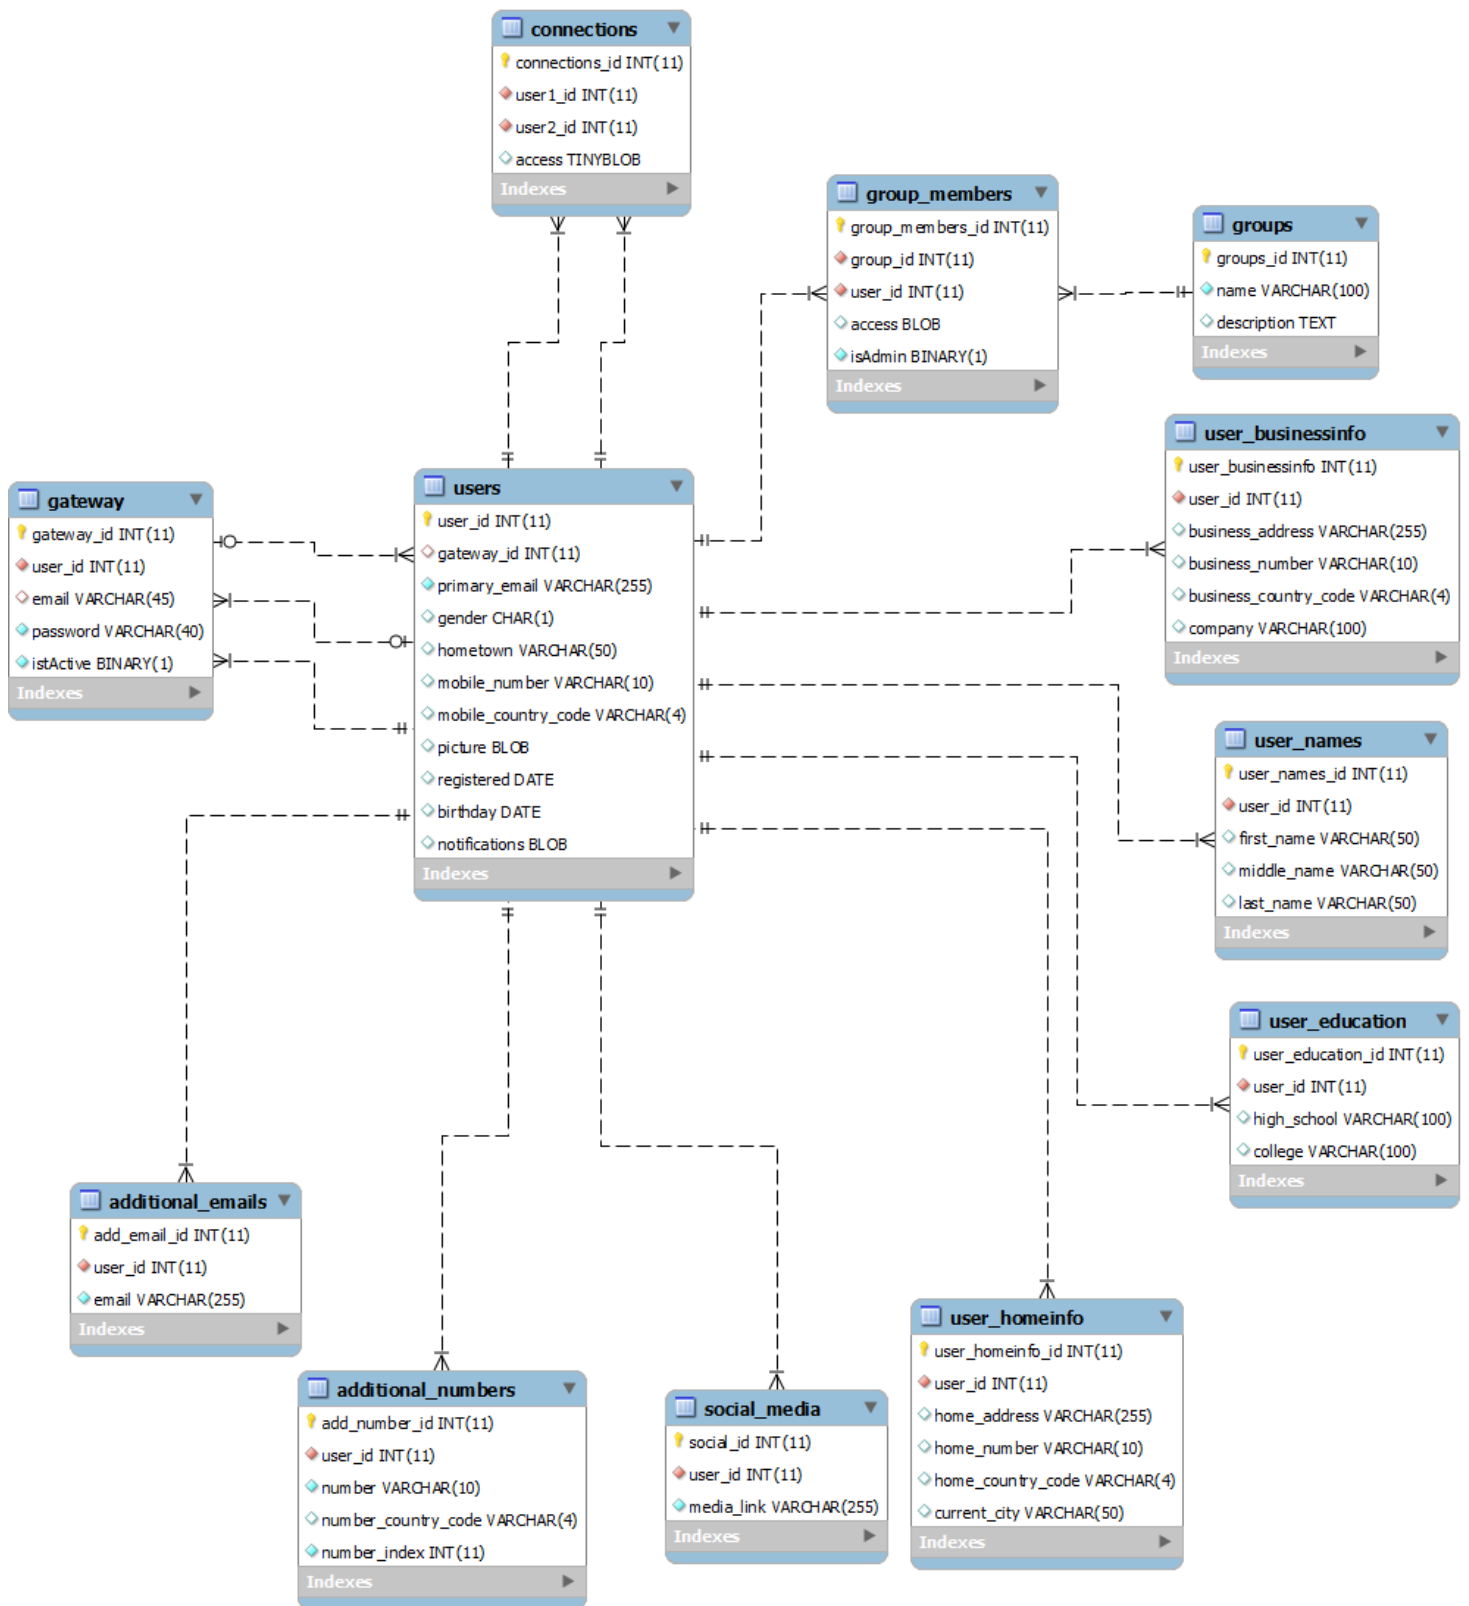 connections
connections_id INT(11)
user1_id INT(11)
user2_id INT(11)
access TINYBLOB
Indexes
group_members
group_members_id INT(11)
group_id INT(11)
user_id INT(11)
access BLOB
isAdmin BINARY(1)
Indexes
groups
groups_id INT(11)
name VARCHAR(100)
description TEXT
Indexes
user_businessinfo
user_businessinfo INT(11)
user_id INT(11)
business_address VARCHAR(255)
business_number VARCHAR(10)
business_country_code VARCHAR(4)
company VARCHAR(100)
Indexes
gateway
gateway_id INT(11)
user_id INT(11)
email VARCHAR(45)
password VARCHAR(40)
istActive BINARY(1)
Indexes
users
user_id INT(11)
gateway_id INT(11)
primary_email VARCHAR(255)
gender CHAR(1)
hometown VARCHAR(50)
mobile_number VARCHAR(10)
mobile_country_code VARCHAR(4)
picture BLOB
registered DATE
birthday DATE
notifications BLOB
Indexes
user_names
user_names_id INT(11)
user_id INT(11)
first_name VARCHAR(50)
middle_name VARCHAR(50)
last_name VARCHAR(50)
Indexes
user_education
user_education_id INT(11)
user_id INT(11)
high_school VARCHAR(100)
college VARCHAR(100)
Indexes
additional_emails
add_email_id INT(11)
user_id INT(11)
email VARCHAR(255)
Indexes
additional_numbers
add_number_id INT(11)
user_id INT(11)
number VARCHAR(10)
number_country_code VARCHAR(4)
number_index INT(11)
Indexes
social_media
social_id INT(11)
user_id INT(11)
media_link VARCHAR(255)
Indexes
user_homeinfo
user_homeinfo_id INT(11)
user_id INT(11)
home_address VARCHAR(255)
home_number VARCHAR(10)
home_country_code VARCHAR(4)
current_city VARCHAR(50)
Indexes